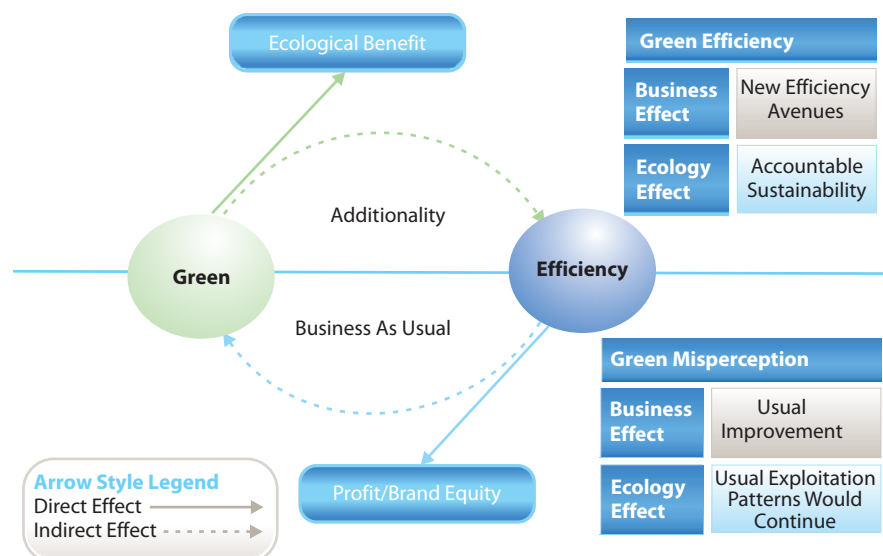 Ecological Benefit
Green Efficiency
Business
Effect
New Efficiency
Avenues
Ecology
Effect
Accountable
Sustainability
Additionality
Green
Efficiency
Business As Usual
Green Misperception
Business
Effect
Usual
Improvement
Ecology
Effect
Usual Exploitation
Patterns Would
Continue
Profit/Brand Equity
Arrow Style Legend
Direct Effect
Indirect Effect